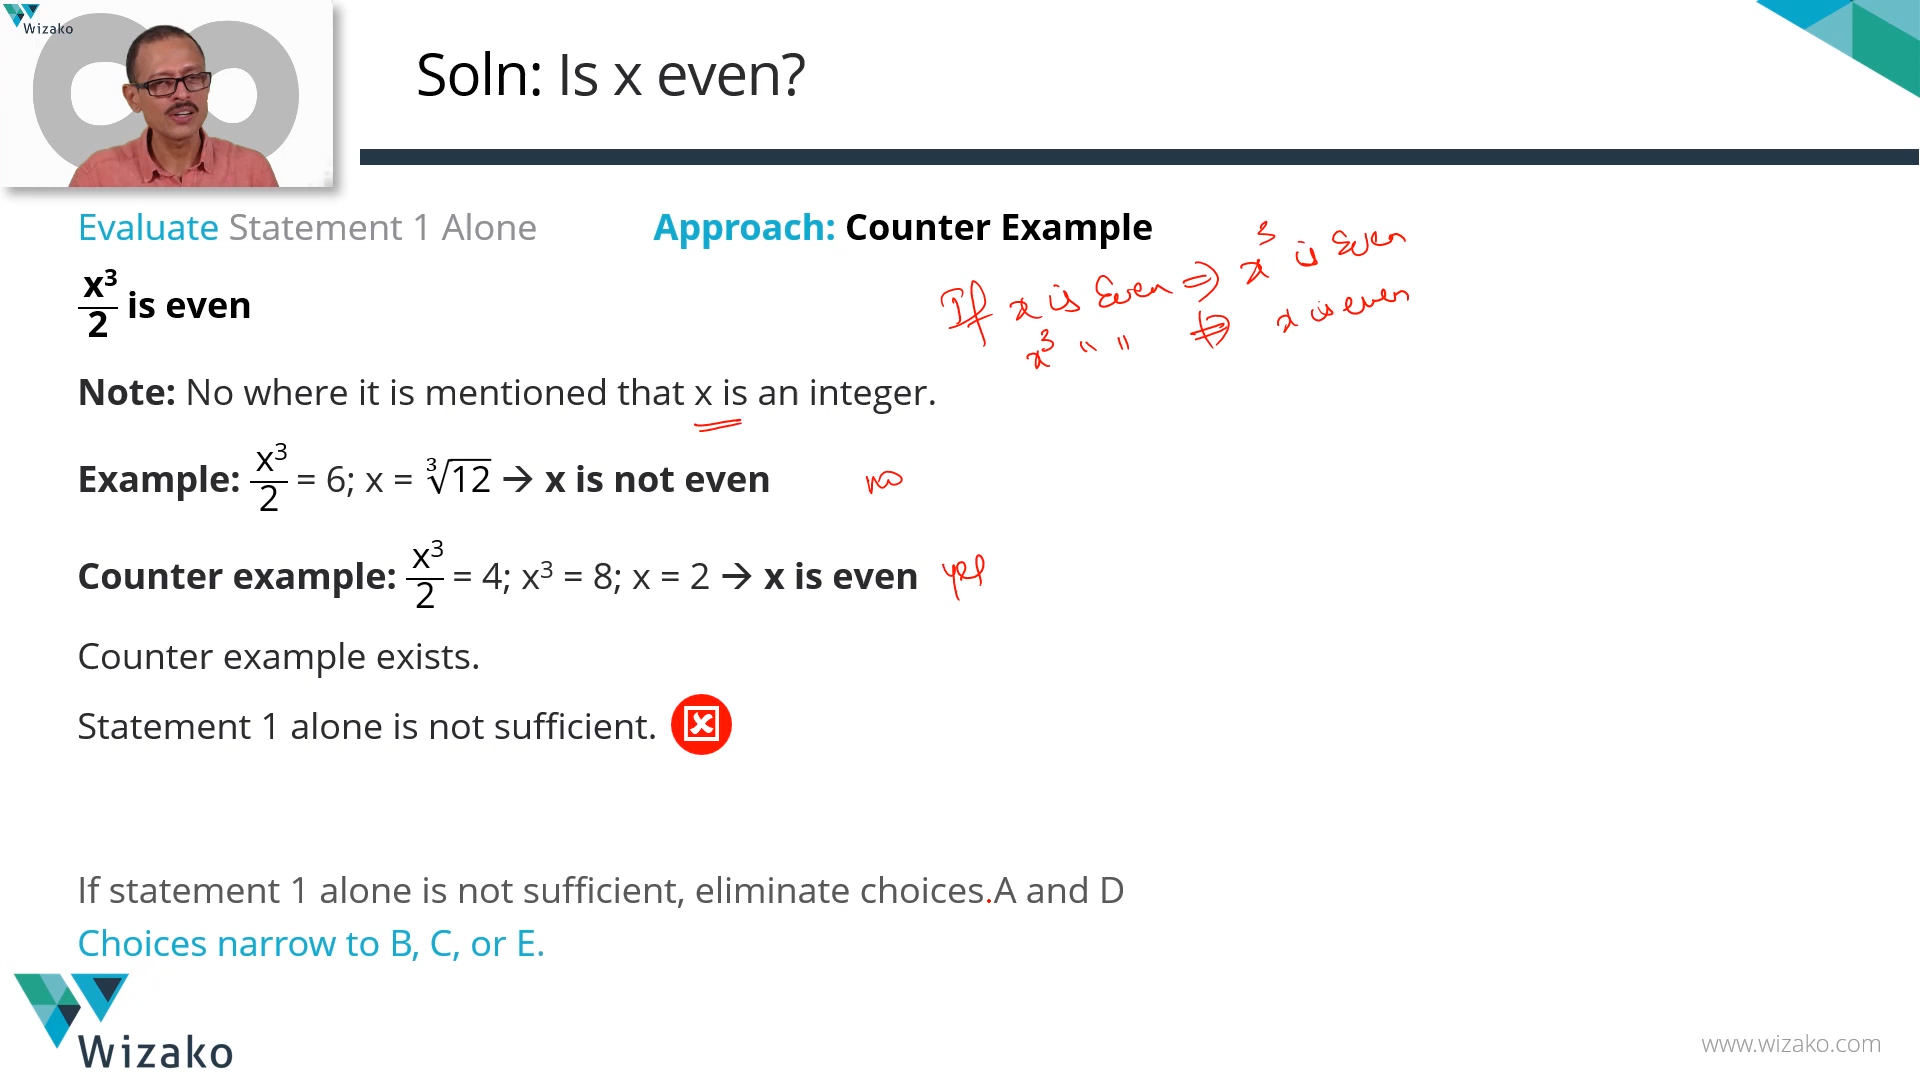 Wizako
Soln: Is x even?
Evaluate Statement 1 Alone
Approach: Counter Example
x³/2 is even
If x is Even ⇒ x³ is Even
x³ " " ⇏ x is even
Note: No where it is mentioned that x is an integer.
Example: x³/2 = 6; x = ∛12 → x is not even no
Counter example: x³/2 = 4; x³ = 8; x = 2 → x is even yes
Counter example exists.
Statement 1 alone is not sufficient.
If statement 1 alone is not sufficient, eliminate choices.A and D
Choices narrow to B, C, or E.
Wizako
www.wizako.com